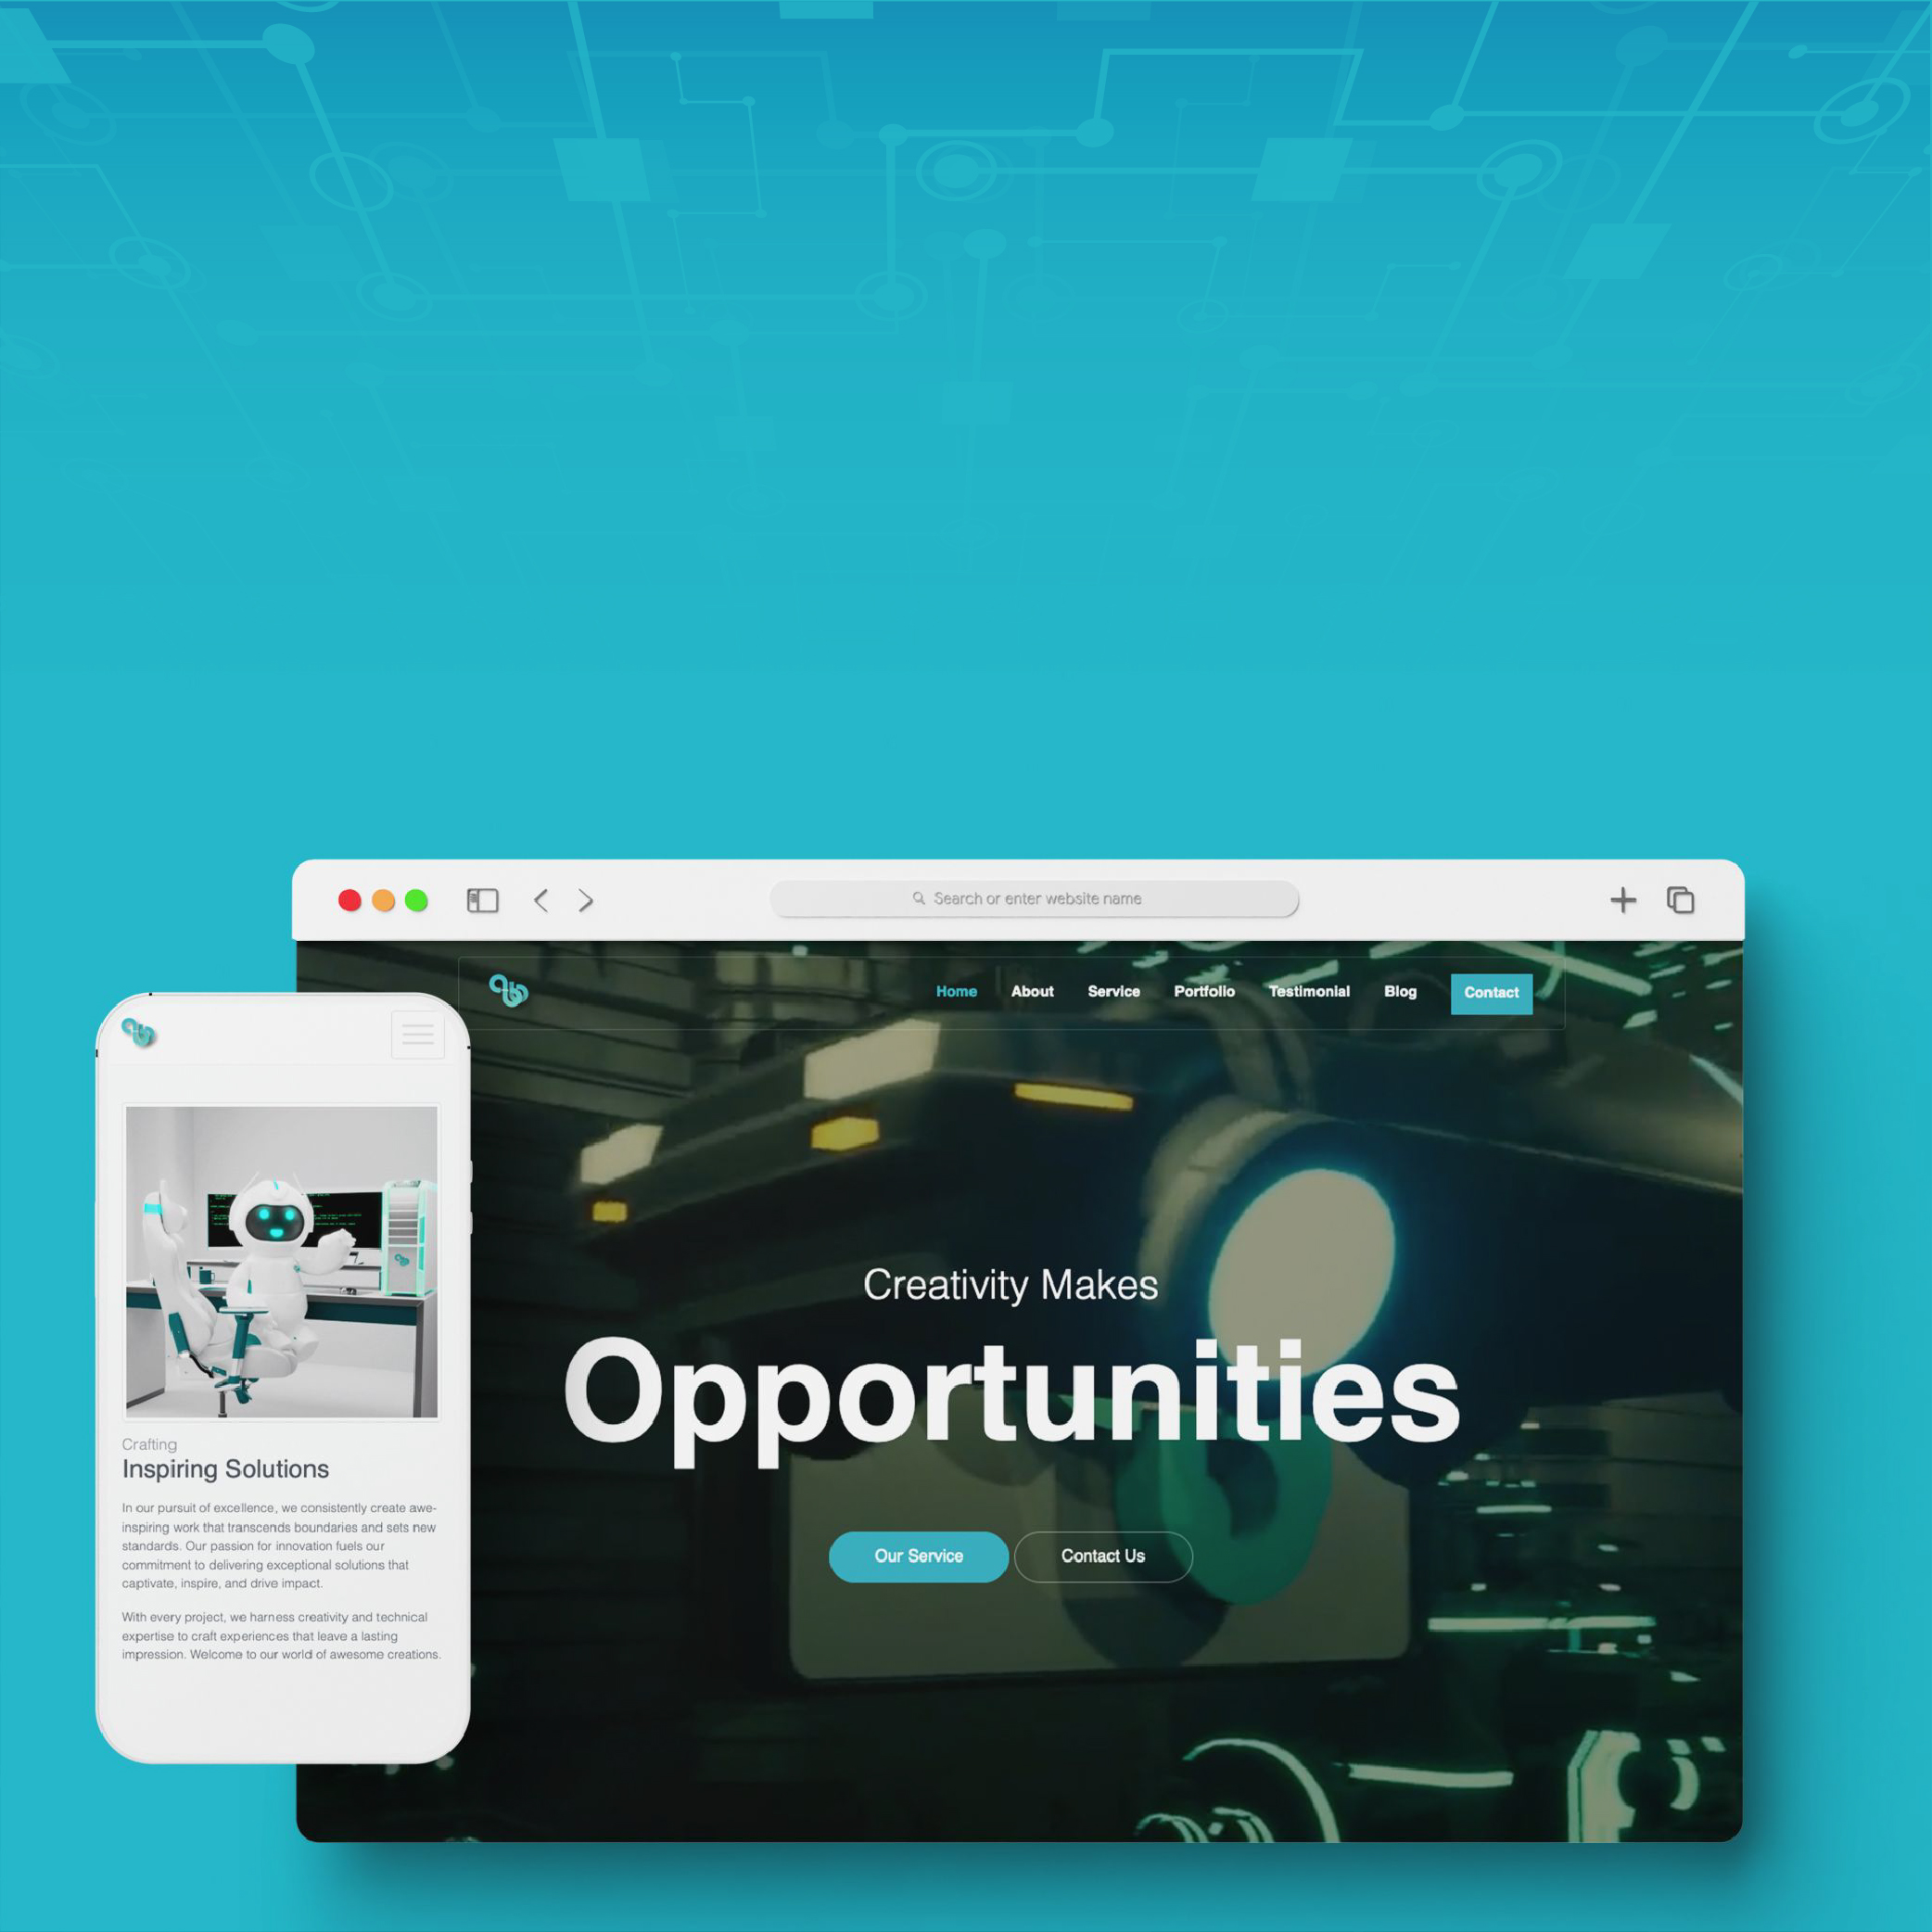 Search or enter website name
Home About Service Portfolio Testimonial Blog Contact
Creativity Makes
Opportunities
Our Service Contact Us
Crafting
Inspiring Solutions
In our pursuit of excellence, we consistently create awe-
inspiring work that transcends boundaries and sets new
standards. Our passion for innovation fuels our
commitment to delivering exceptional solutions that
captivate, inspire, and drive impact.
With every project, we harness creativity and technical
expertise to craft experiences that leave a lasting
impression. Welcome to our world of awesome creations.